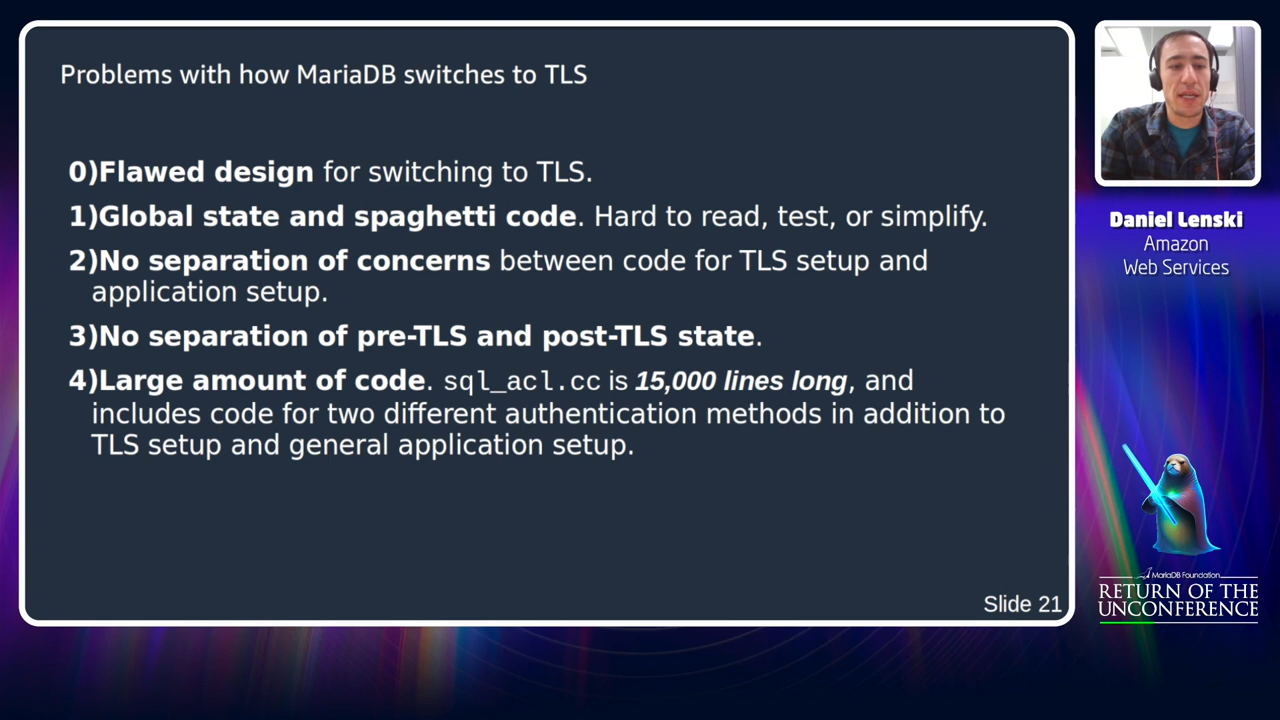 Problems with how MariaDB switches to TLS
0)Flawed design for switching to TLS.
1)Global state and spaghetti code. Hard to read, test, or simplify.
2)No separation of concerns between code for TLS setup and
application setup.
3)No separation of pre-TLS and post-TLS state.
4)Large amount of code. sql_acl.cc is 15,000 lines long, and
includes code for two different authentication methods in addition to
TLS setup and general application setup.
Slide 21
Daniel Lenski
Amazon
Web Services
MariaDB Foundation
RETURN OF THE
UNCONFERENCE